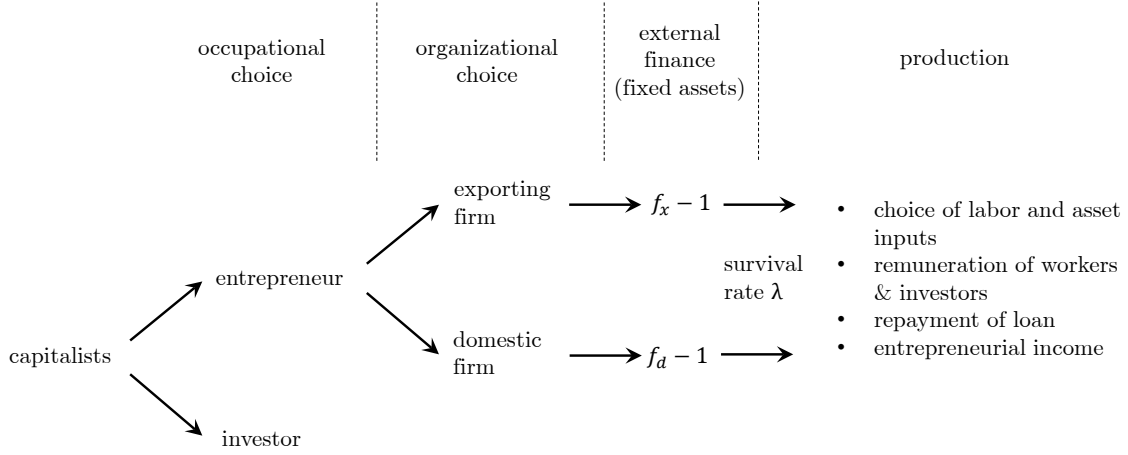 occupational
choice
organizational
choice
external
finance
(fixed assets)
production
exporting
firm
f_x − 1
entrepreneur
survival
rate λ
capitalists
domestic
firm
f_d − 1
investor
• choice of labor and asset
inputs
• remuneration of workers
& investors
• repayment of loan
• entrepreneurial income